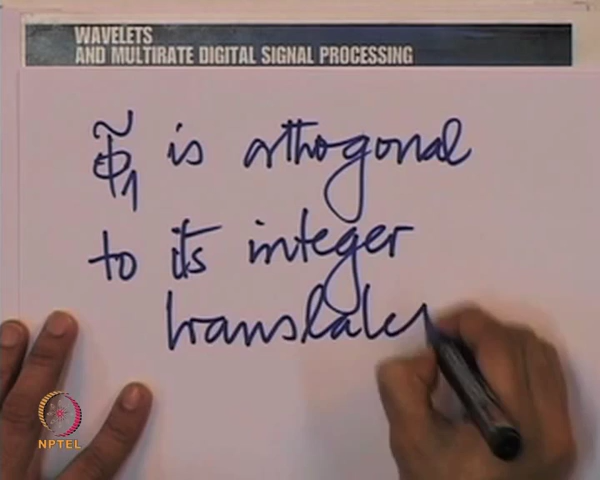 WAVELETS
AND MULTIRATE DIGITAL SIGNAL PROCESSING
ϕ̃₁ is orthogonal
to its integer
translates
NPTEL